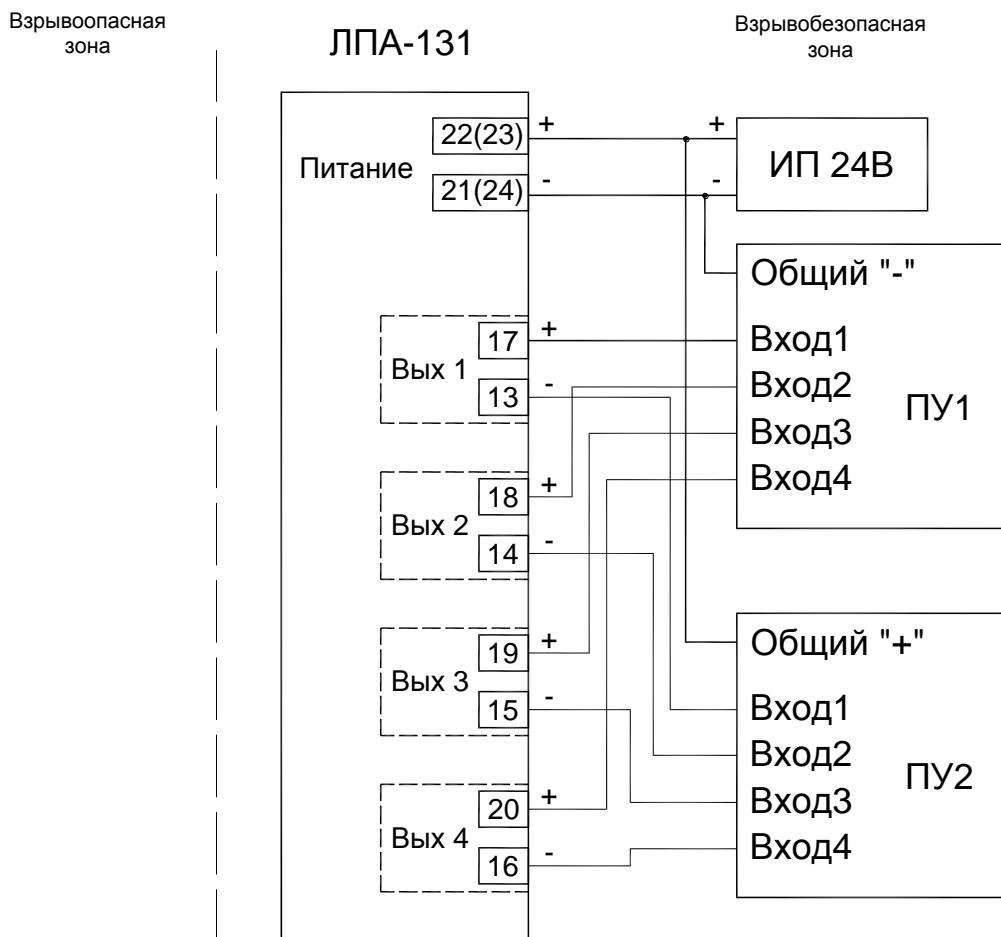 Взрывоопасная
зона
ЛПА-131
Взрывобезопасная
зона
Питание
22(23)
+
+
ИП 24В
21(24)
-
-
Общий "-"
Вых 1
17
+
Вход1
13
-
Вход2
Вход3
Вход4
ПУ1
Вых 2
18
+
14
-
Вых 3
19
+
15
-
Общий "+"
Вход1
Вход2
Вход3
Вход4
ПУ2
Вых 4
20
+
16
-